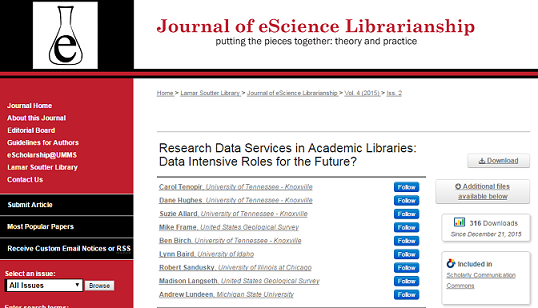 e
Journal of eScience Librarianship
putting the pieces together: theory and practice
Journal Home
About this Journal
Editorial Board
Guidelines for Authors
eScholarship@UMMS
Lamar Soutter Library
Contact Us
Submit Article
Most Popular Papers
Receive Custom Email Notices or RSS
Select an issue:
All Issues
Browse
Enter search terms:
Home > Lamar Soutter Library > Journal of eScience Librarianship > Vol. 4 (2015) > Iss. 2
Research Data Services in Academic Libraries:
Data Intensive Roles for the Future?
Carol Tenopir, University of Tennessee - Knoxville Follow
Dane Hughes, University of Tennessee - Knoxville Follow
Suzie Allard, University of Tennessee - Knoxville Follow
Mike Frame, United States Geological Survey Follow
Ben Birch, University of Tennessee - Knoxville Follow
Lynn Baird, University of Idaho Follow
Robert Sandusky, University of Illinois at Chicago Follow
Madison Langseth, United States Geological Survey Follow
Andrew Lundeen, Michigan State University Follow
Download
Additional files
available below
316 Downloads
Since December 21, 2015
Included in
Scholarly Communication
Commons